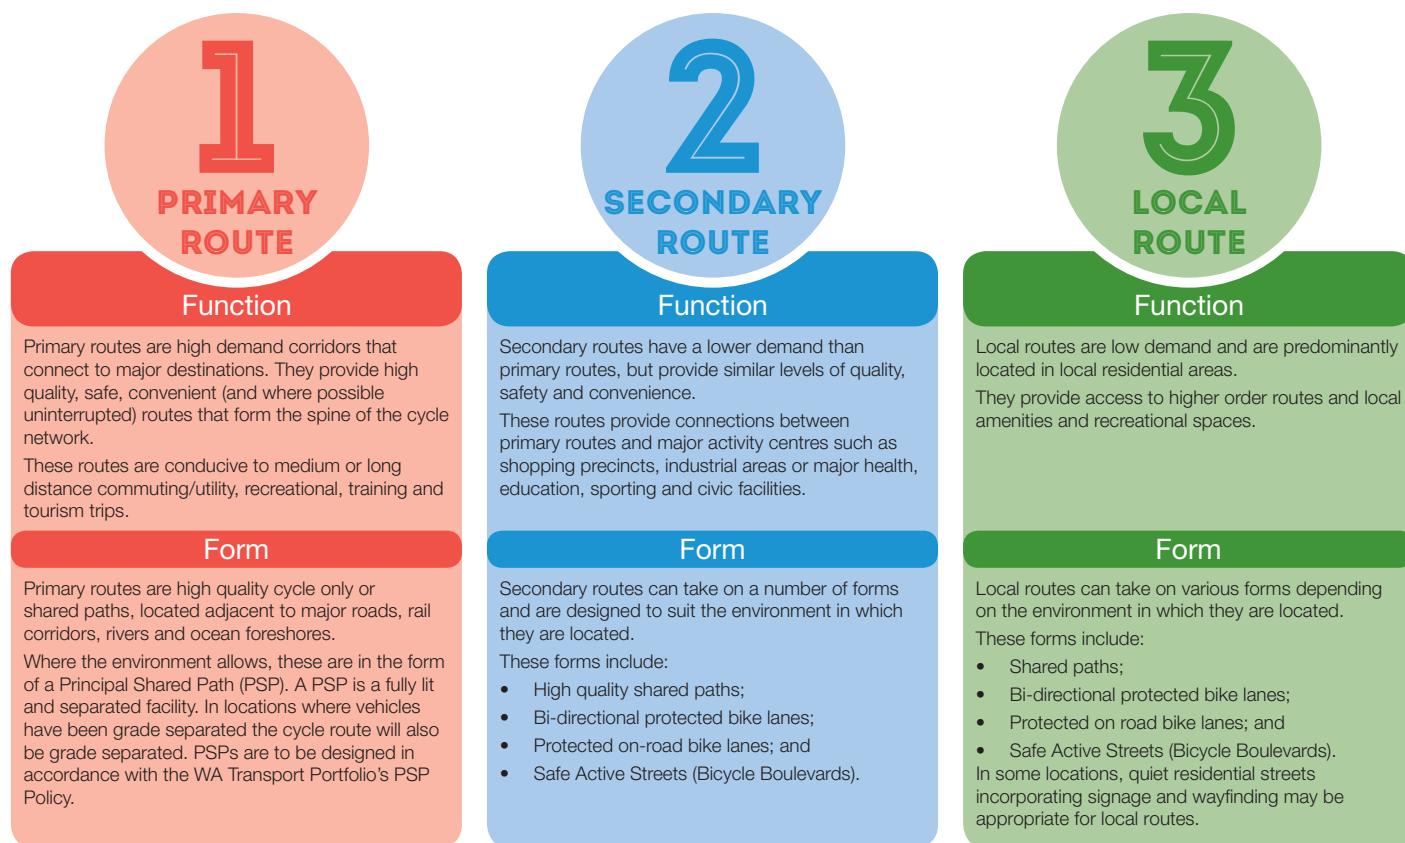 1
PRIMARY
ROUTE
Function
Primary routes are high demand corridors that
connect to major destinations. They provide high
quality, safe, convenient (and where possible
uninterrupted) routes that form the spine of the cycle
network.
These routes are conducive to medium or long
distance commuting/utility, recreational, training and
tourism trips.
Form
Primary routes are high quality cycle only or
shared paths, located adjacent to major roads, rail
corridors, rivers and ocean foreshores.
Where the environment allows, these are in the form
of a Principal Shared Path (PSP). A PSP is a fully lit
and separated facility. In locations where vehicles
have been grade separated the cycle route will also
be grade separated. PSPs are to be designed in
accordance with the WA Transport Portfolio's PSP
Policy.
2
SECONDARY
ROUTE
Function
Secondary routes have a lower demand than
primary routes, but provide similar levels of quality,
safety and convenience.
These routes provide connections between
primary routes and major activity centres such as
shopping precincts, industrial areas or major health,
education, sporting and civic facilities.
Form
Secondary routes can take on a number of forms
and are designed to suit the environment in which
they are located.
These forms include:
• High quality shared paths;
• Bi-directional protected bike lanes;
• Protected on-road bike lanes; and
• Safe Active Streets (Bicycle Boulevards).
3
LOCAL
ROUTE
Function
Local routes are low demand and are predominantly
located in local residential areas.
They provide access to higher order routes and local
amenities and recreational spaces.
Form
Local routes can take on various forms depending
on the environment in which they are located.
These forms include:
• Shared paths;
• Bi-directional protected bike lanes;
• Protected on road bike lanes; and
• Safe Active Streets (Bicycle Boulevards).
In some locations, quiet residential streets
incorporating signage and wayfinding may be
appropriate for local routes.